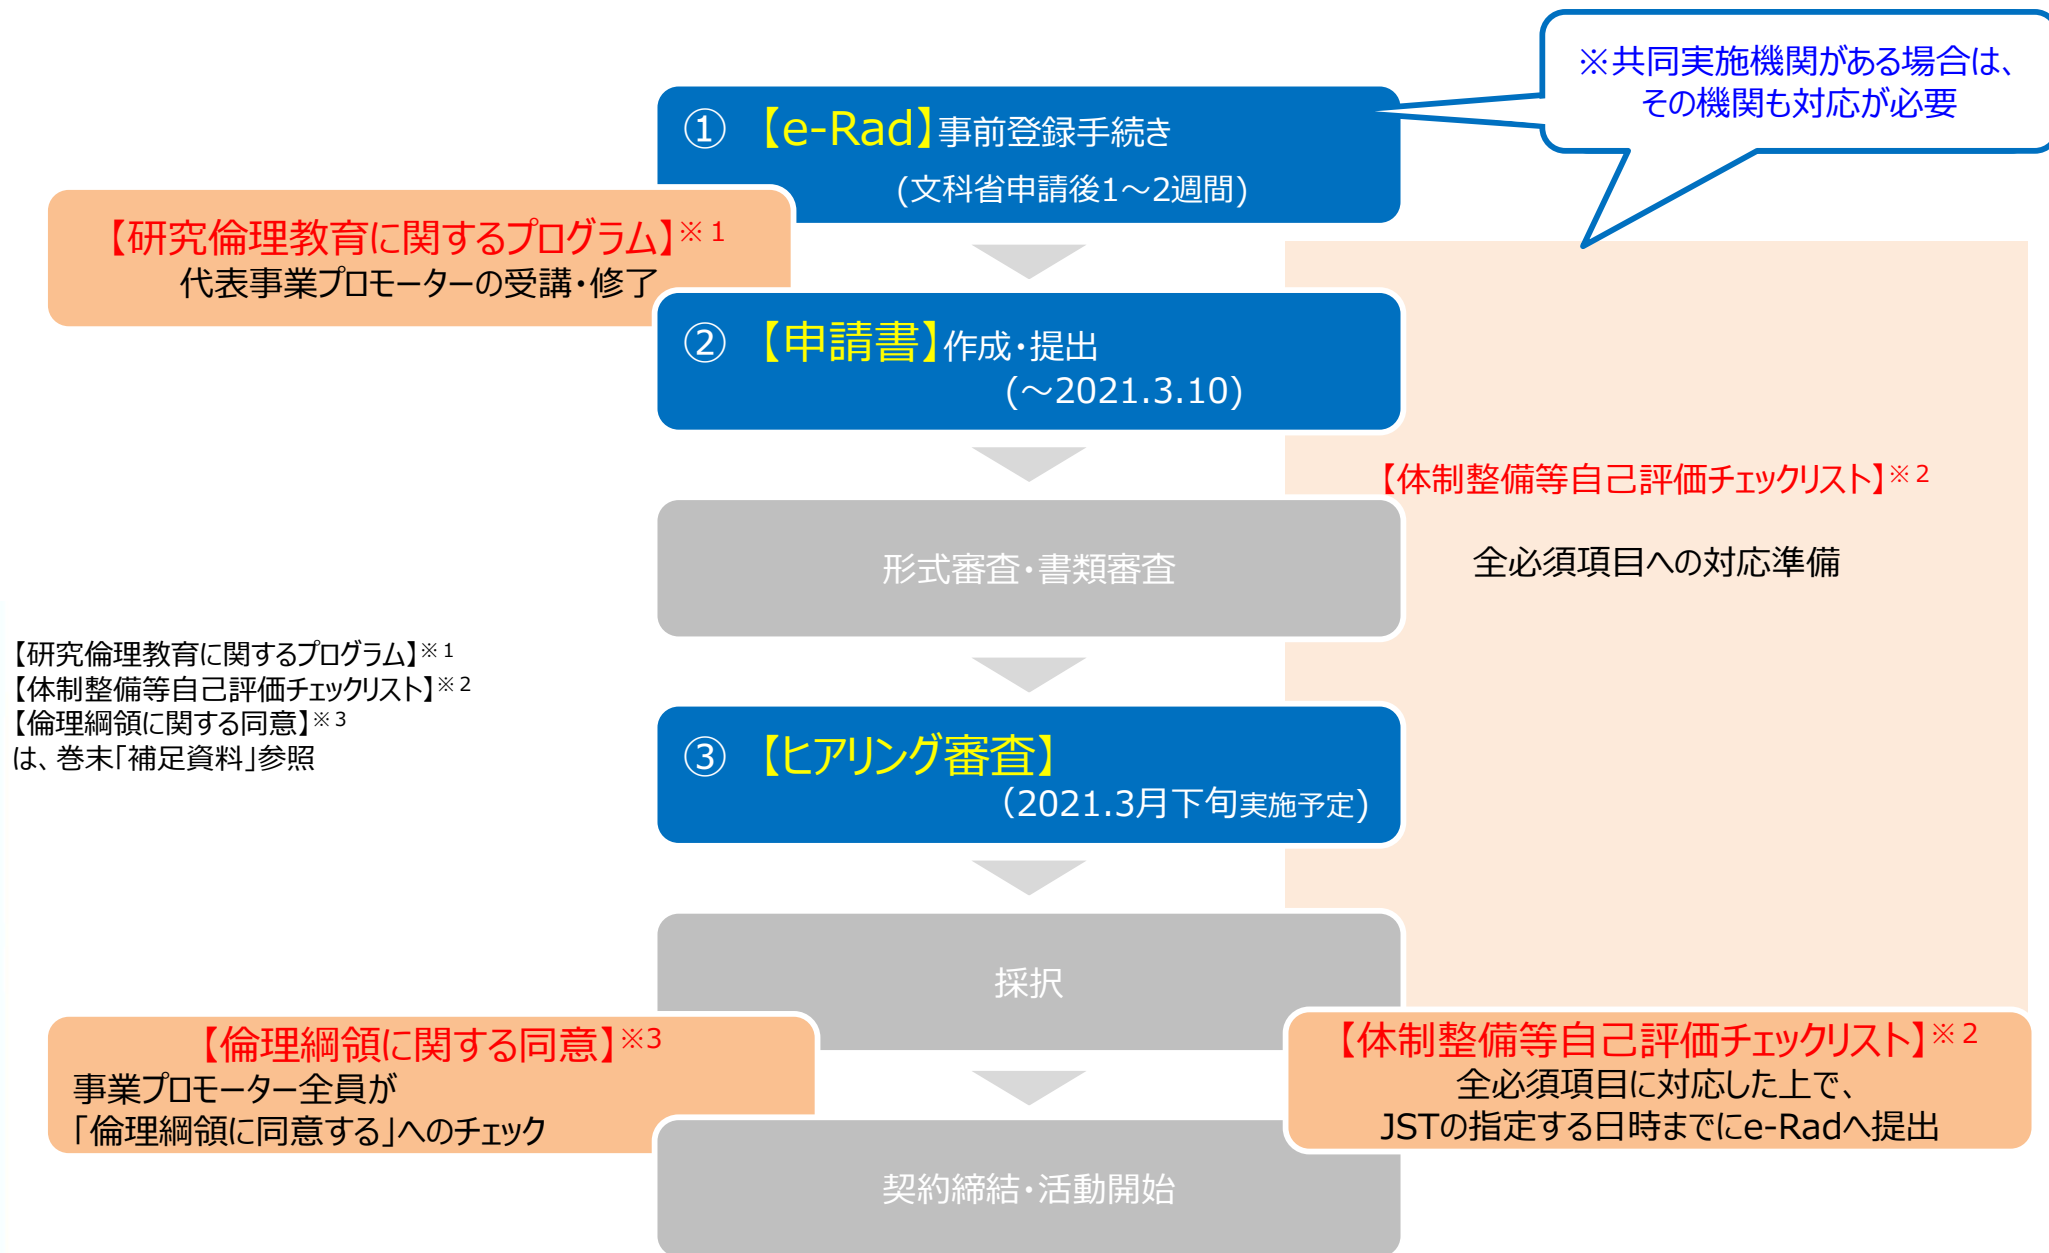 ※共同実施機関がある場合は、
その機関も対応が必要
① 【e-Rad】事前登録手続き
(文科省申請後1～2週間)
【研究倫理教育に関するプログラム】※1
代表事業プロモーターの受講・修了
② 【申請書】作成・提出
(～2021.3.10)
【体制整備等自己評価チェックリスト】※2
全必須項目への対応準備
形式審査・書類審査
【研究倫理教育に関するプログラム】※1
【体制整備等自己評価チェックリスト】※2
【倫理綱領に関する同意】※3
は、巻末「補足資料」参照
③ 【ヒアリング審査】
（2021.3月下旬実施予定)
採択
【倫理綱領に関する同意】※3
事業プロモーター全員が
「倫理綱領に同意する」へのチェック
【体制整備等自己評価チェックリスト】※2
全必須項目に対応した上で、
JSTの指定する日時までにe-Radへ提出
契約締結・活動開始